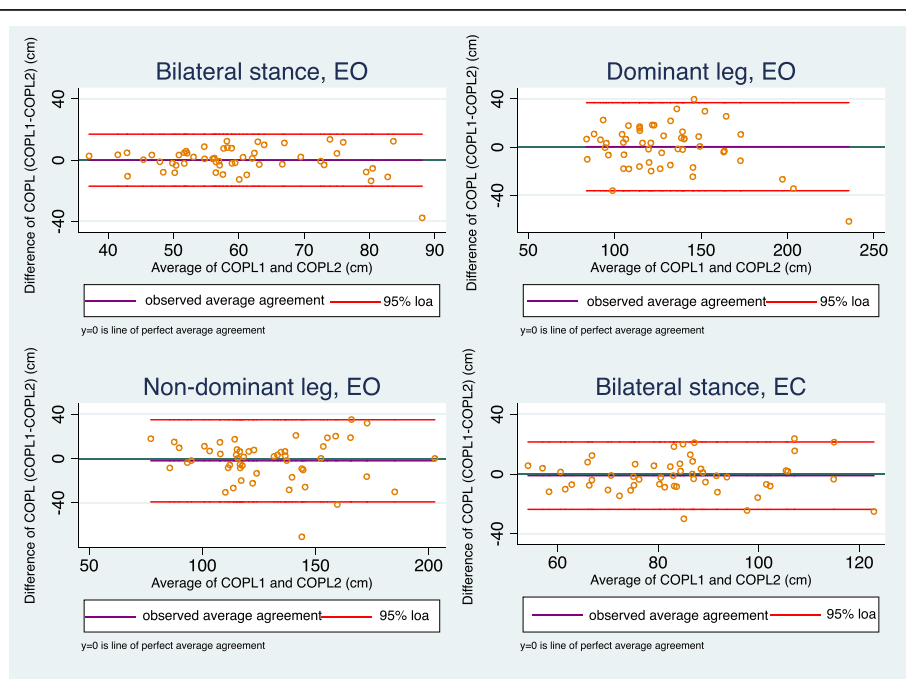 Bilateral stance, EO
Difference of COPL (COPL1-COPL2) (cm)
40
0
-40
40 50 60 70 80 90
Average of COPL1 and COPL2 (cm)
observed average agreement 95% loa
y=0 is line of perfect average agreement
Dominant leg, EO
Difference of COPL (COPL1-COPL2) (cm)
40
0
-40
50 100 150 200 250
Average of COPL1 and COPL2 (cm)
observed average agreement 95% loa
y=0 is line of perfect average agreement
Non-dominant leg, EO
Difference of COPL (COPL1-COPL2) (cm)
40
0
-40
50 100 150 200
Average of COPL1 and COPL2 (cm)
observed average agreement 95% loa
y=0 is line of perfect average agreement
Bilateral stance, EC
Difference of COPL (COPL1-COPL2) (cm)
40
0
-40
60 80 100 120
Average of COPL1 and COPL2 (cm)
observed average agreement 95% loa
y=0 is line of perfect average agreement